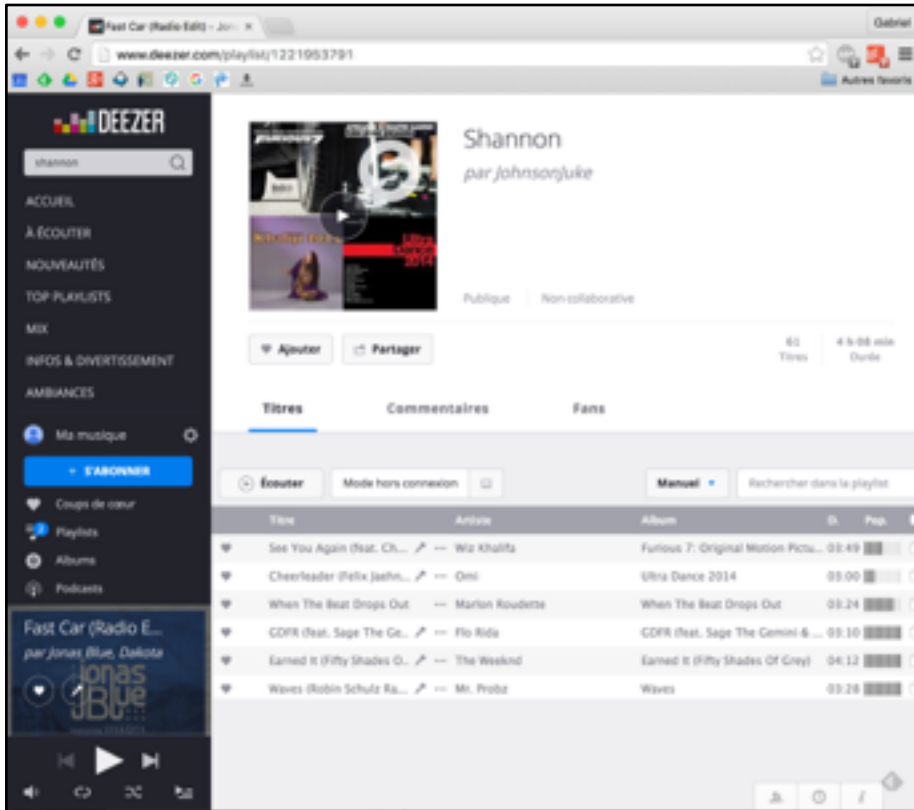 Fast Car (Radio Edit) - Jon
Gabriel
www.deezer.com/playlist/1221953791
Autres favoris
DEEZER
shannon
ACCUEIL
À ÉCOUTER
NOUVEAUTÉS
TOP PLAYLISTS
MIX
INFOS & DIVERTISSEMENT
AMBIANCES
Ma musique
+ S'ABONNER
Coups de cœur
Playlists
Albums
Podcasts
Fast Car (Radio E...
par Jonas Blue, Dakota
jonas
Blue
FURIOUS 7
Ultra
Dance
2014
Shannon
par JohnsonJuke
Publique
Non-collaborative
Ajouter
Partager
61
Titres
4 h 08 min
Durée
Titres Commentaires Fans
Écouter
Mode hors connexion
Manuel
Rechercher dans la playlist
Titre Artiste Album D. Pop.
See You Again (feat. Ch... Wiz Khalifa Furious 7: Original Motion Pictu... 03:49
Cheerleader (Felix Jaehn... Omi Ultra Dance 2014 03:00
When The Beat Drops Out Marlon Roudette When The Beat Drops Out 03:24
GDFR (feat. Sage The Ge... Flo Rida GDFR (feat. Sage The Gemini & ... 03:10
Earned It (Fifty Shades O... The Weeknd Earned It (Fifty Shades Of Grey) 04:12
Waves (Robin Schulz Ra... Mr. Probz Waves 03:28